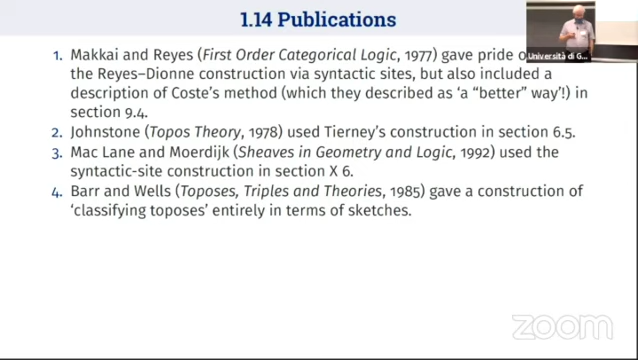 1.14 Publications
1. Makkai and Reyes (First Order Categorical Logic, 1977) gave pride o
Università di G...
the Reyes–Dionne construction via syntactic sites, but also included a
description of Coste's method (which they described as ‘a “better” way’!) in
section 9.4.
2. Johnstone (Topos Theory, 1978) used Tierney's construction in section 6.5.
3. Mac Lane and Moerdijk (Sheaves in Geometry and Logic, 1992) used the
syntactic-site construction in section X 6.
4. Barr and Wells (Toposes, Triples and Theories, 1985) gave a construction of
‘classifying toposes’ entirely in terms of sketches.
zoom